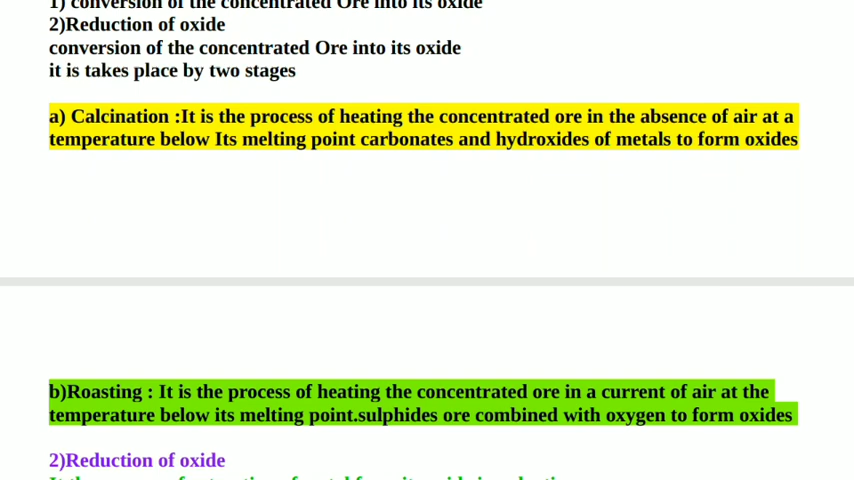 1) conversion of the concentrated Ore into its oxide
2)Reduction of oxide
conversion of the concentrated Ore into its oxide
it is takes place by two stages
a) Calcination :It is the process of heating the concentrated ore in the absence of air at a
temperature below Its melting point carbonates and hydroxides of metals to form oxides
b)Roasting : It is the process of heating the concentrated ore in a current of air at the
temperature below its melting point.sulphides ore combined with oxygen to form oxides
2)Reduction of oxide